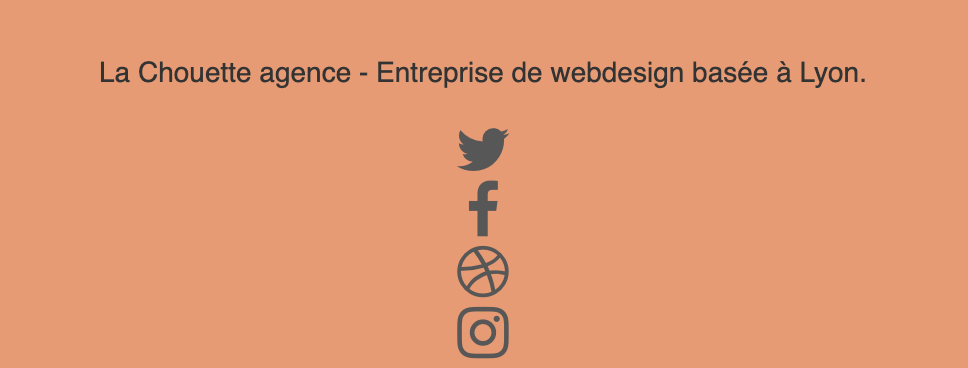 La Chouette agence - Entreprise de webdesign basée à Lyon.